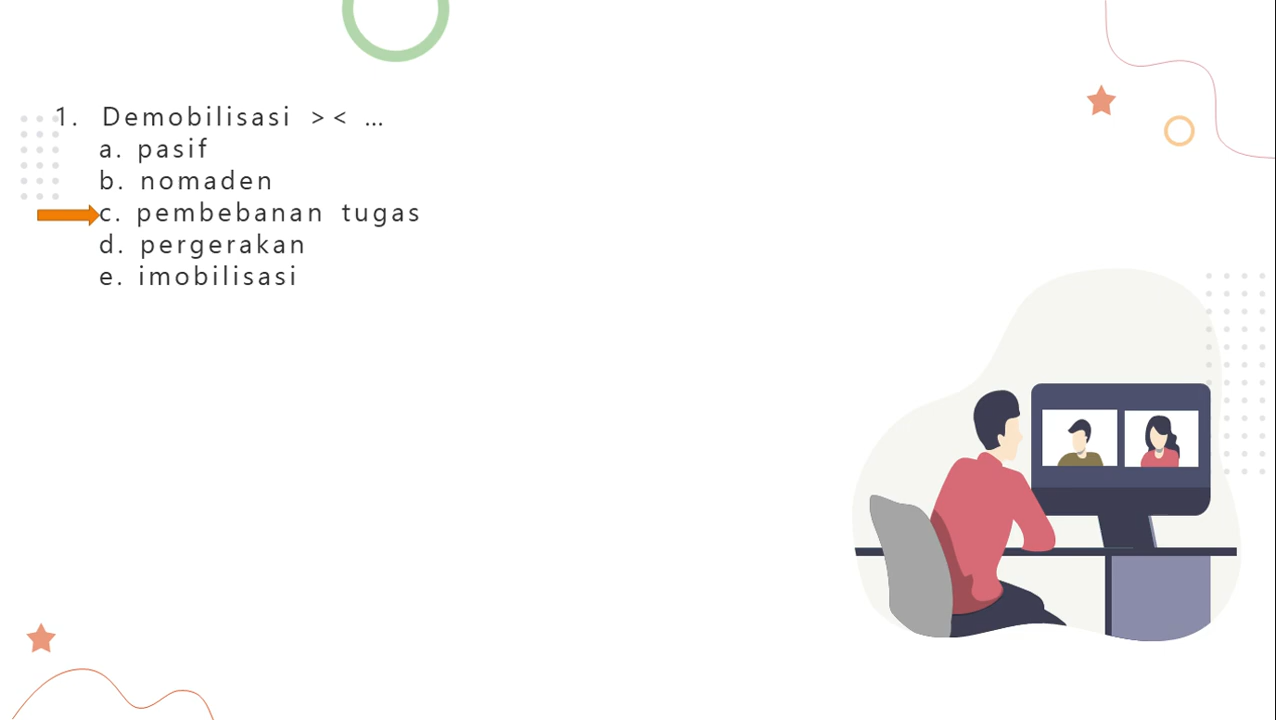 1. Demobilisasi >< ...
a. pasif
b. nomaden
c. pembebanan tugas
d. pergerakan
e. imobilisasi